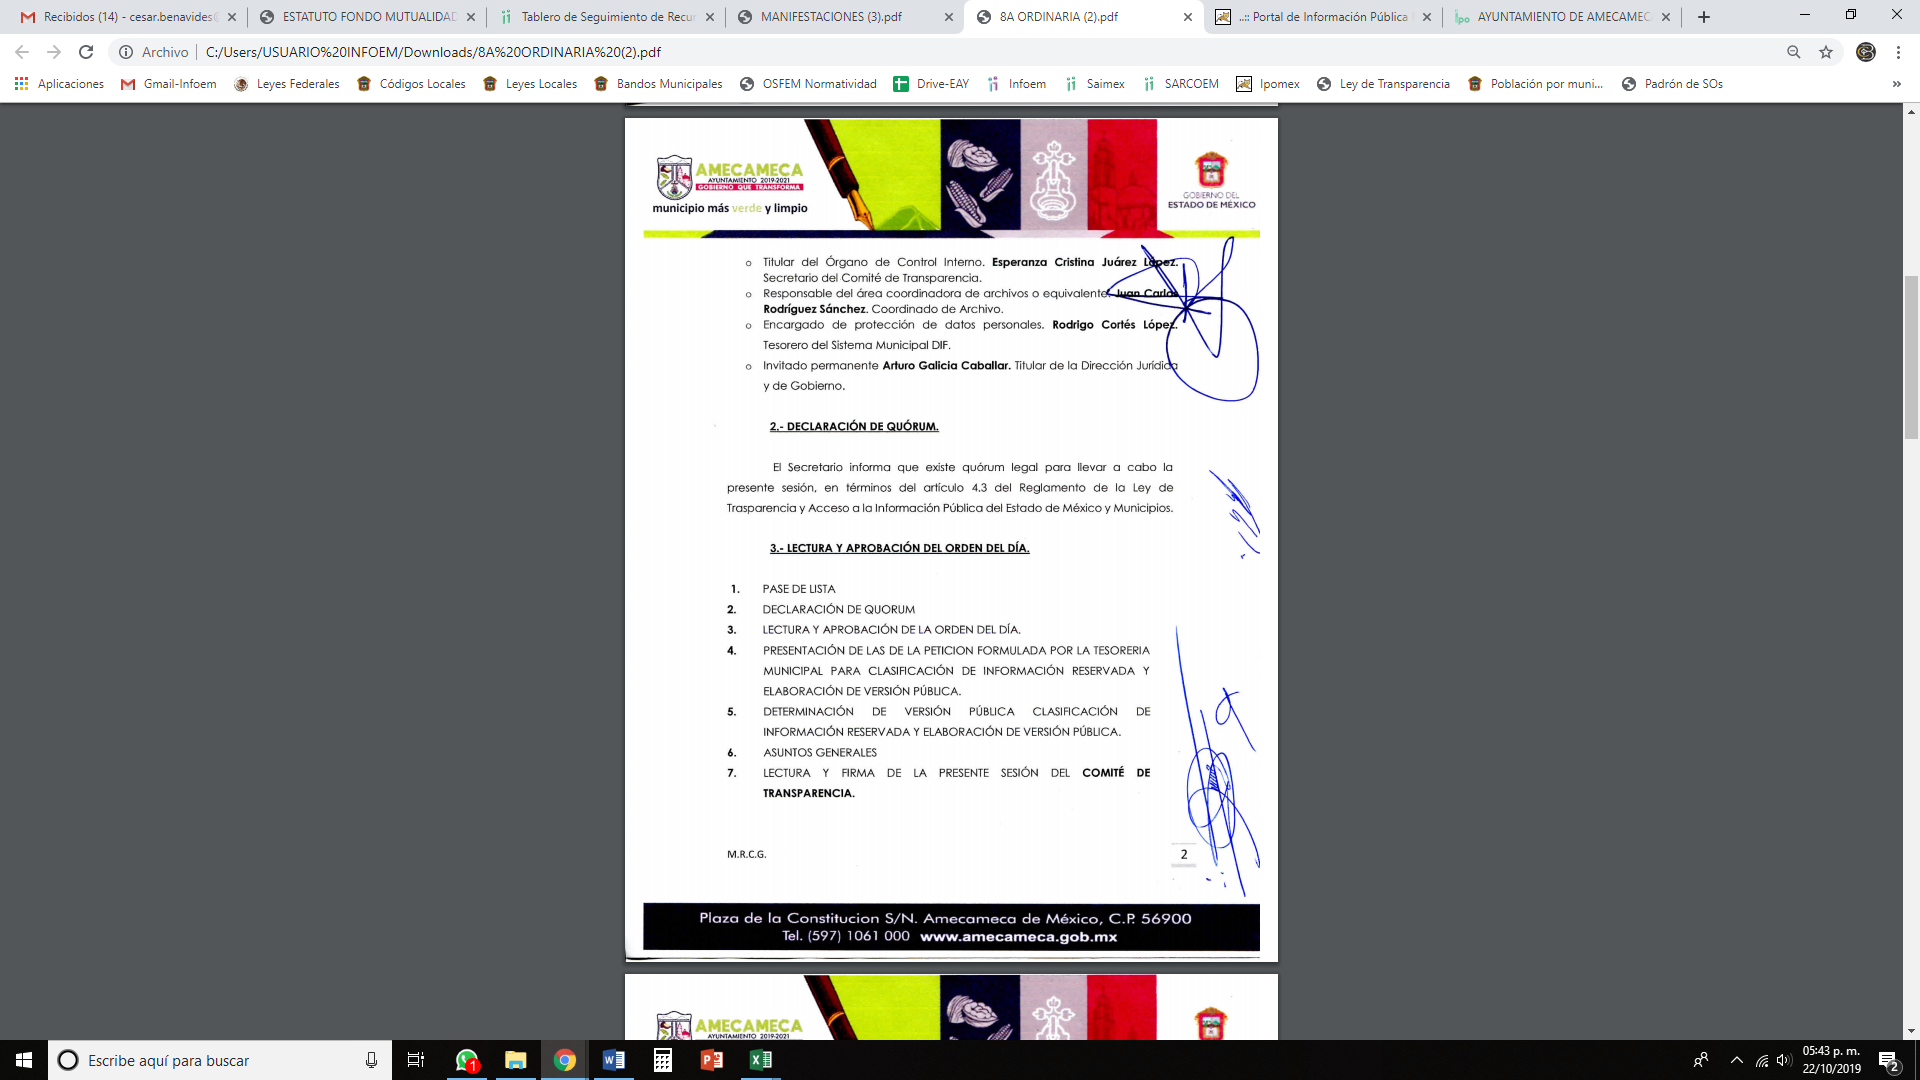 Recibidos (14) - cesar.benavides@
ESTATUTO FONDO MUTUALIDAD
Tablero de Seguimiento de Recur
MANIFESTACIONES (3).pdf
8A ORDINARIA (2).pdf
..:: Portal de Información Pública
AYUNTAMIENTO DE AMECAMEC
Archivo
C:/Users/USUARIO%20INFOEM/Downloads/8A%20ORDINARIA%20(2).pdf
Aplicaciones
Gmail-Infoem
Leyes Federales
Códigos Locales
Leyes Locales
Bandos Municipales
OSFEM Normatividad
Drive-EAY
Infoem
Saimex
SARCOEM
Ipomex
Ley de Transparencia
Población por muni...
Padrón de SOs
AMECAMECA
AYUNTAMIENTO 2019-2021
GOBIERNO QUE TRANSFORMA
municipio más verde y limpio
GOBIERNO DEL
ESTADO DE MÉXICO
o Titular del Órgano de Control Interno. Esperanza Cristina Juárez López.
Secretario del Comité de Transparencia.
o Responsable del área coordinadora de archivos o equivalente. Juan Carlos
Rodríguez Sánchez. Coordinado de Archivo.
o Encargado de protección de datos personales. Rodrigo Cortés López.
Tesorero del Sistema Municipal DIF.
o Invitado permanente Arturo Galicia Caballar. Titular de la Dirección Jurídica
y de Gobierno.
2.- DECLARACIÓN DE QUÓRUM.
El Secretario informa que existe quórum legal para llevar a cabo la
presente sesión, en términos del artículo 4.3 del Reglamento de la Ley de
Trasparencia y Acceso a la Información Pública del Estado de México y Municipios.
3.- LECTURA Y APROBACIÓN DEL ORDEN DEL DÍA.
1. PASE DE LISTA
2. DECLARACIÓN DE QUORUM
3. LECTURA Y APROBACIÓN DE LA ORDEN DEL DÍA.
4. PRESENTACIÓN DE LAS DE LA PETICION FORMULADA POR LA TESORERIA
MUNICIPAL PARA CLASIFICACIÓN DE INFORMACIÓN RESERVADA Y
ELABORACIÓN DE VERSIÓN PÚBLICA.
5. DETERMINACIÓN DE VERSIÓN PÚBLICA CLASIFICACIÓN DE
INFORMACIÓN RESERVADA Y ELABORACIÓN DE VERSIÓN PÚBLICA.
6. ASUNTOS GENERALES
7. LECTURA Y FIRMA DE LA PRESENTE SESIÓN DEL COMITÉ DE
TRANSPARENCIA.
M.R.C.G.
2
Plaza de la Constitucion S/N. Amecameca de México, C.P. 56900
Tel. (597) 1061 000 www.amecameca.gob.mx
AMECAMECA
AYUNTAMIENTO 2019-2021
Escribe aquí para buscar
1
05:43 p. m.
22/10/2019
2